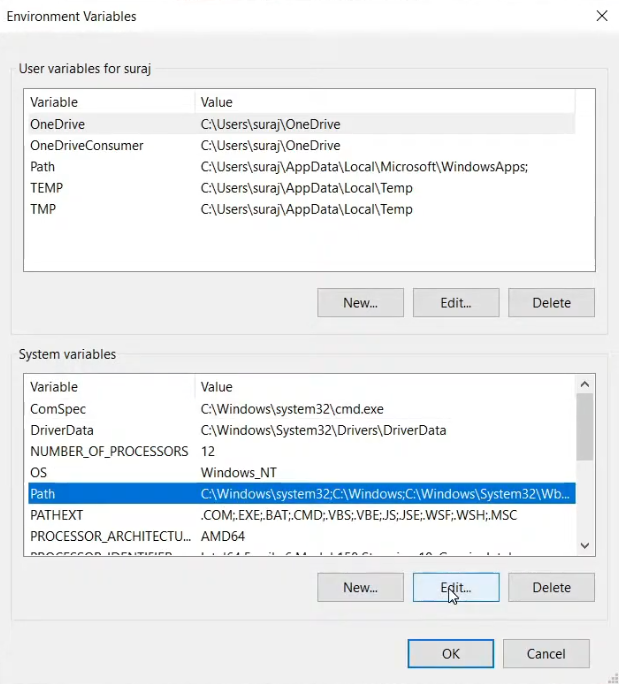 Environment Variables
User variables for suraj
Variable Value
OneDrive C:\Users\suraj\OneDrive
OneDriveConsumer C:\Users\suraj\OneDrive
Path C:\Users\suraj\AppData\Local\Microsoft\WindowsApps;
TEMP C:\Users\suraj\AppData\Local\Temp
TMP C:\Users\suraj\AppData\Local\Temp
New... Edit... Delete
System variables
Variable Value
ComSpec C:\Windows\system32\cmd.exe
DriverData C:\Windows\System32\Drivers\DriverData
NUMBER_OF_PROCESSORS 12
OS Windows_NT
Path C:\Windows\system32;C:\Windows;C:\Windows\System32\Wb...
PATHEXT .COM;.EXE;.BAT;.CMD;.VBS;.VBE;.JS;.JSE;.WSF;.WSH;.MSC
PROCESSOR_ARCHITECTU... AMD64
New... Edit... Delete
OK Cancel